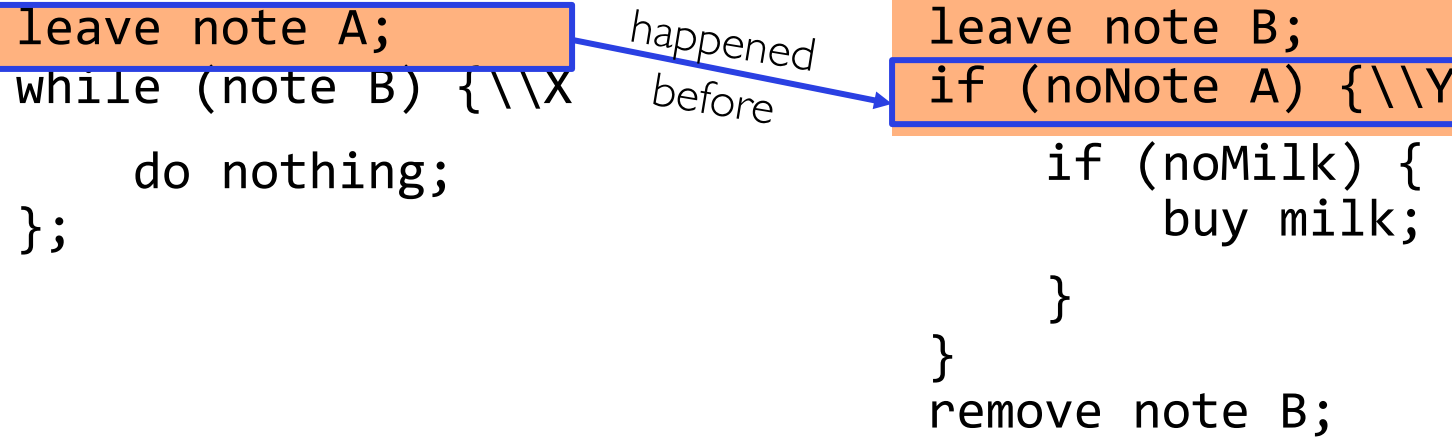 leave note A;
while (note B) {\\X
    do nothing;
};
happened
before
leave note B;
if (noNote A) {\\Y
    if (noMilk) {
        buy milk;
    }
}
remove note B;